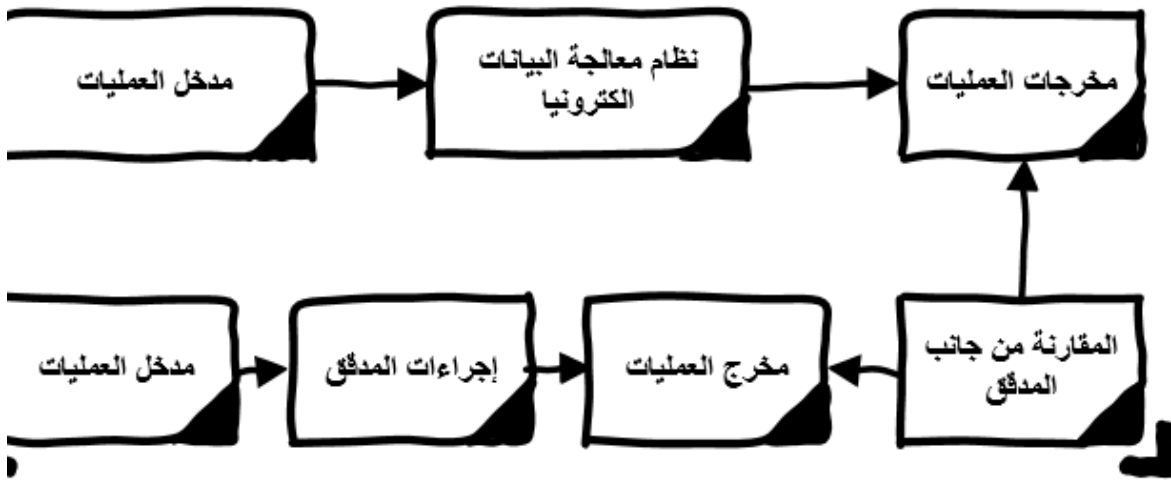 مدخل العمليات
نظام معالجة البيانات
الكترونيا
مخرجات العمليات
مدخل العمليات
إجراءات المدقق
مخرج العمليات
المقارنة من جانب
المدقق